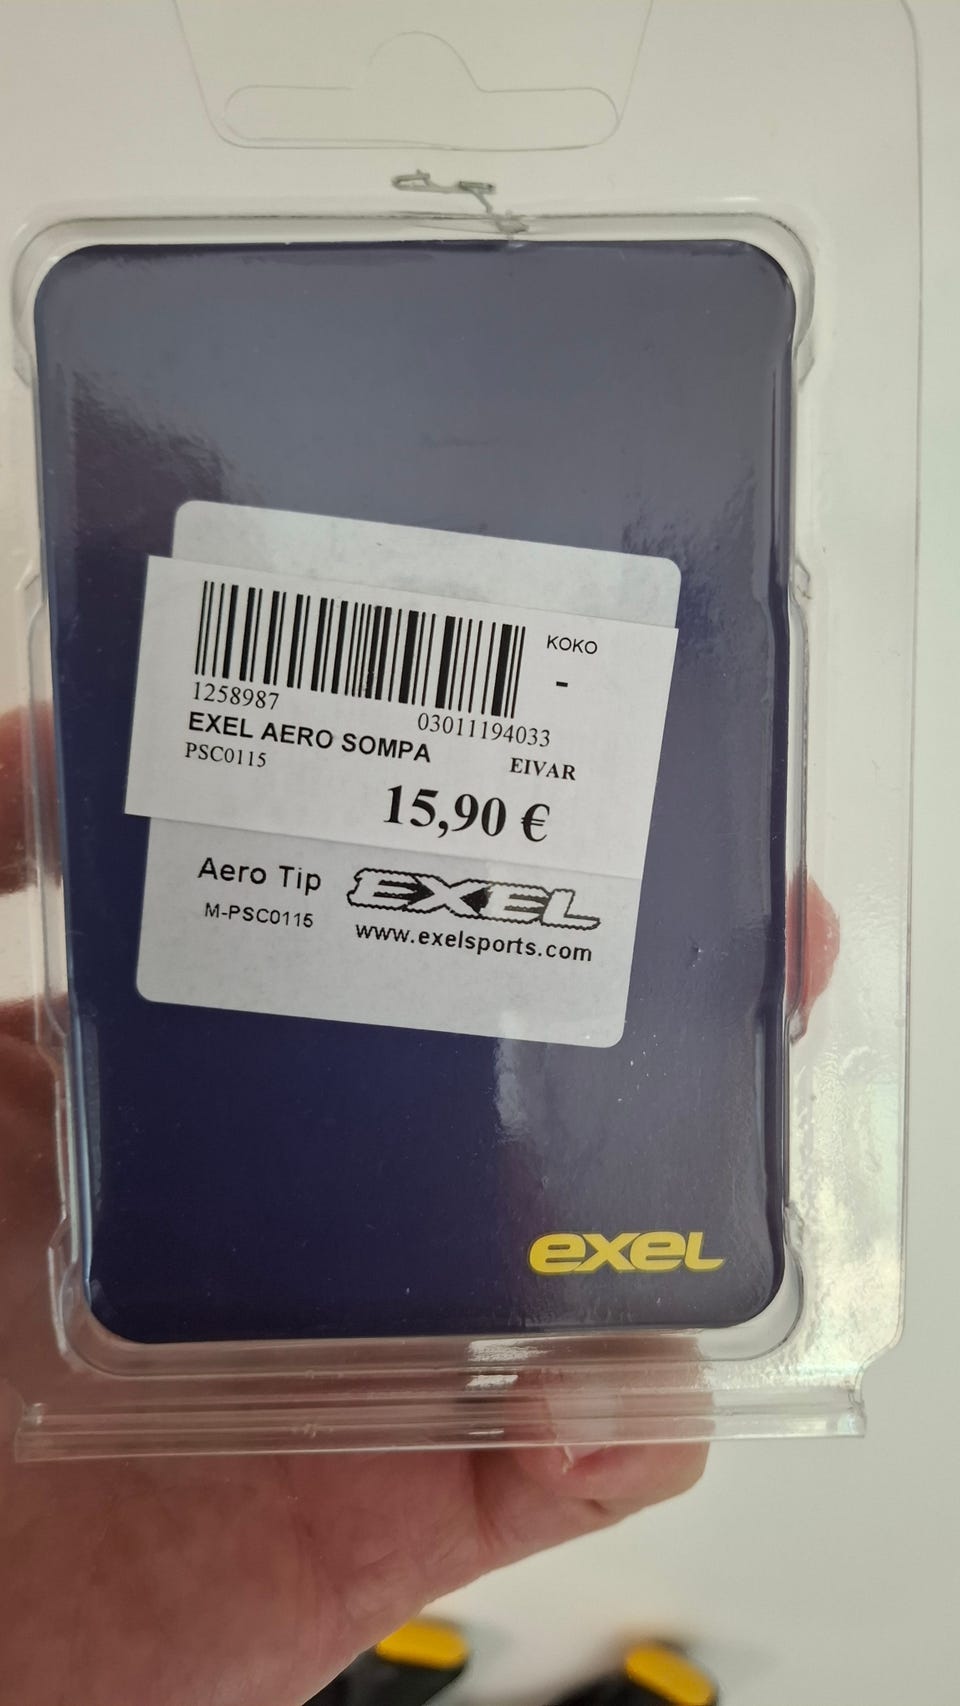 KOKO
-
1258987
03011194033
EXEL AERO SOMPA
PSC0115
EIVAR
15,90 €
Aero Tip
EXEL
M-PSC0115
www.exelsports.com
exel